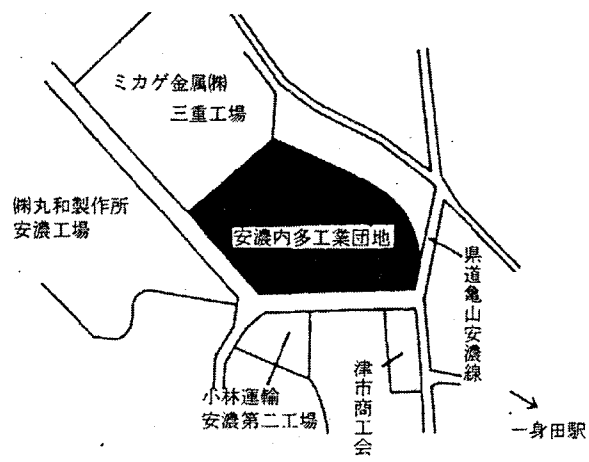 ミカゲ金属㈱
三重工場
㈱丸和製作所
安濃工場
安濃内多工業団地
県道亀山安濃線
小林運輸
安濃第二工場
津市商工会
一身田駅